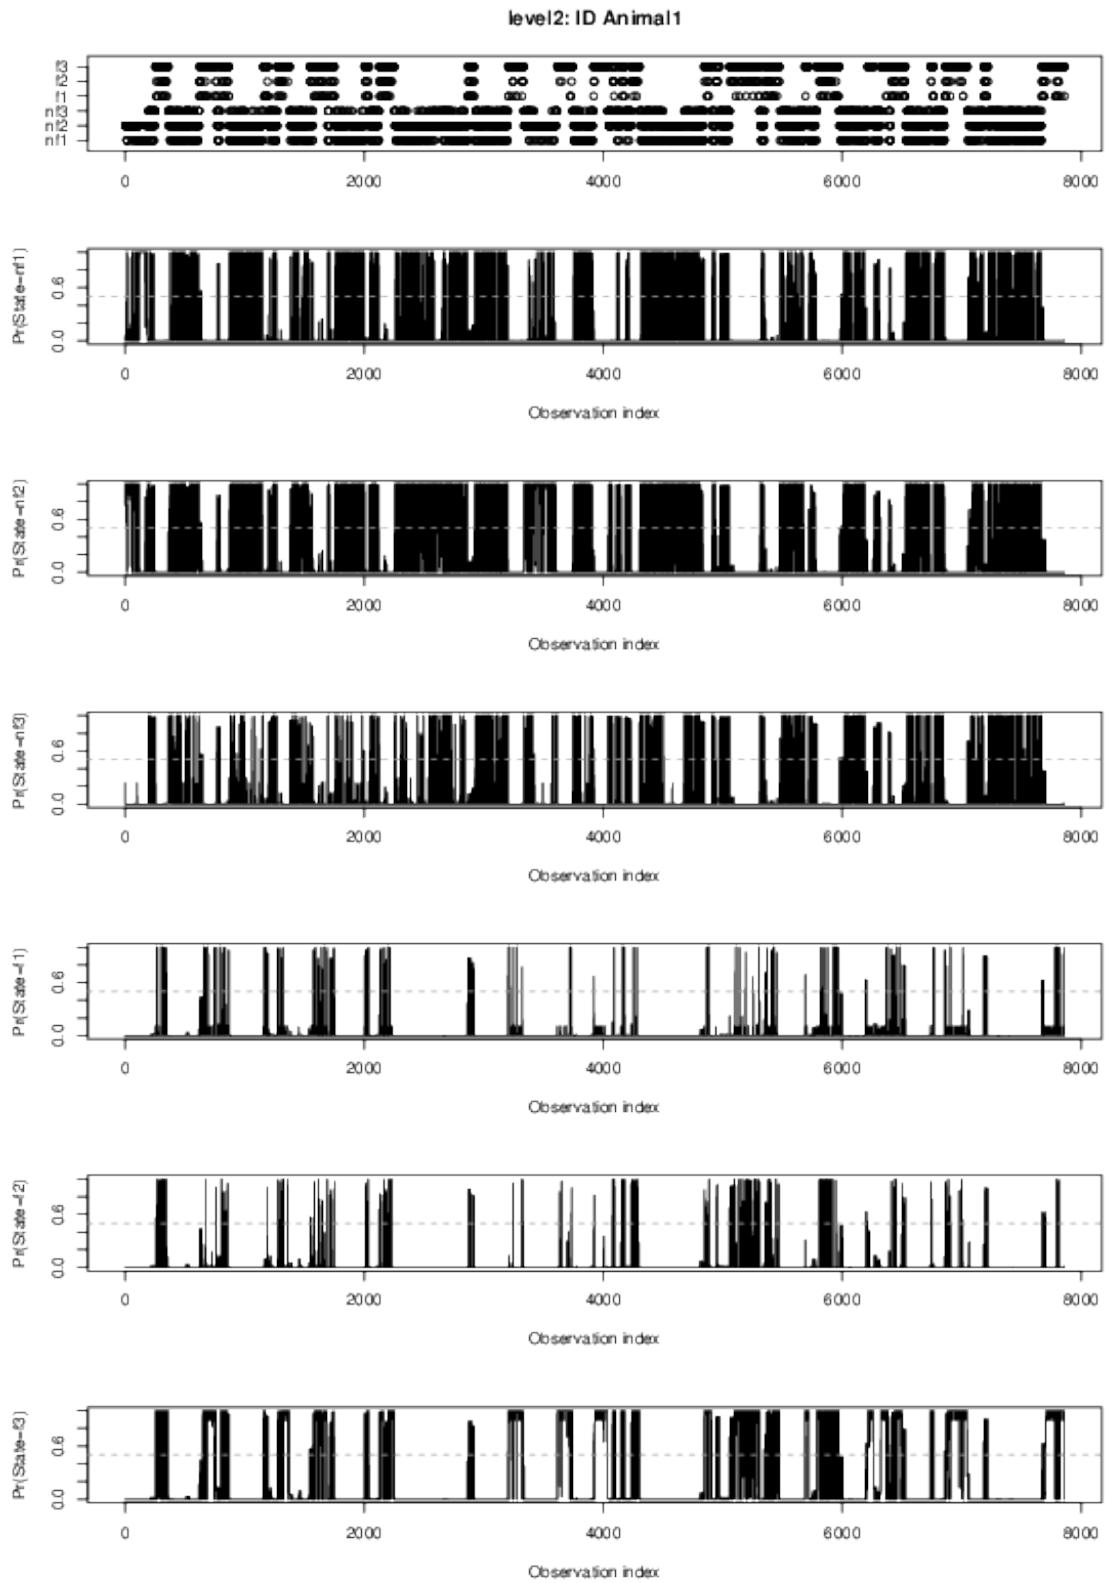 level2: ID Animal1
f3
f2
f1
nf3
nf2
nf1
0 2000 4000 6000 8000
Pr(State=nf1)
0.0 0.6
0 2000 4000 6000 8000
Observation index
Pr(State=nf2)
0.0 0.6
0 2000 4000 6000 8000
Observation index
Pr(State=nf3)
0.0 0.6
0 2000 4000 6000 8000
Observation index
Pr(State=f1)
0.0 0.6
0 2000 4000 6000 8000
Observation index
Pr(State=f2)
0.0 0.6
0 2000 4000 6000 8000
Observation index
Pr(State=f3)
0.0 0.6
0 2000 4000 6000 8000
Observation index